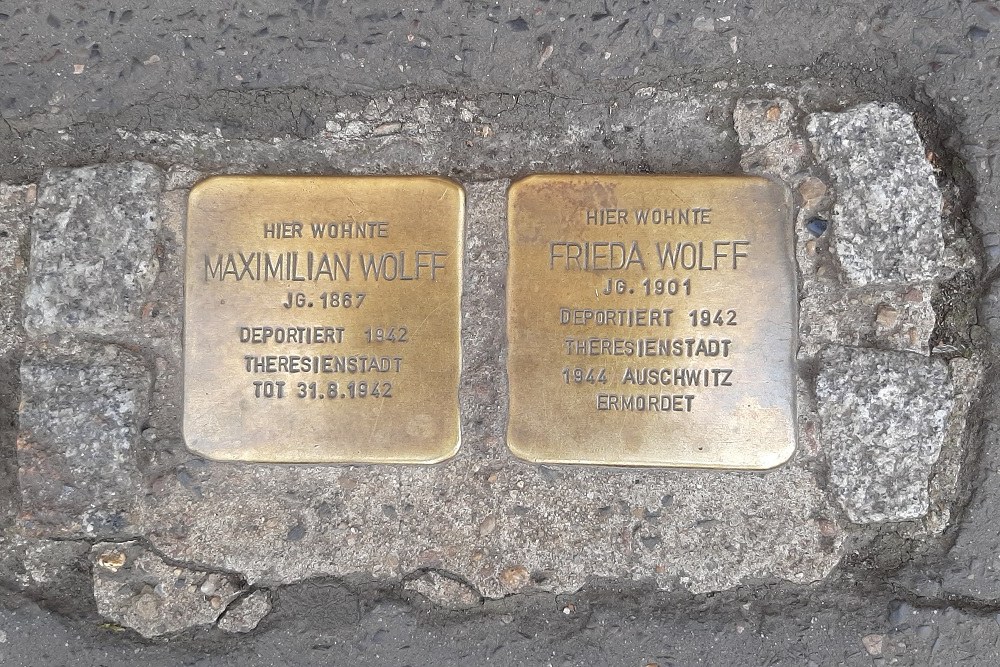 HIER WOHNTE
MAXIMILIAN WOLFF
JG. 1867
DEPORTIERT 1942
THERESIENSTADT
TOT 31.8.1942
HIER WOHNTE
FRIEDA WOLFF
JG. 1901
DEPORTIERT 1942
THERESIENSTADT
1944 AUSCHWITZ
ERMORDET